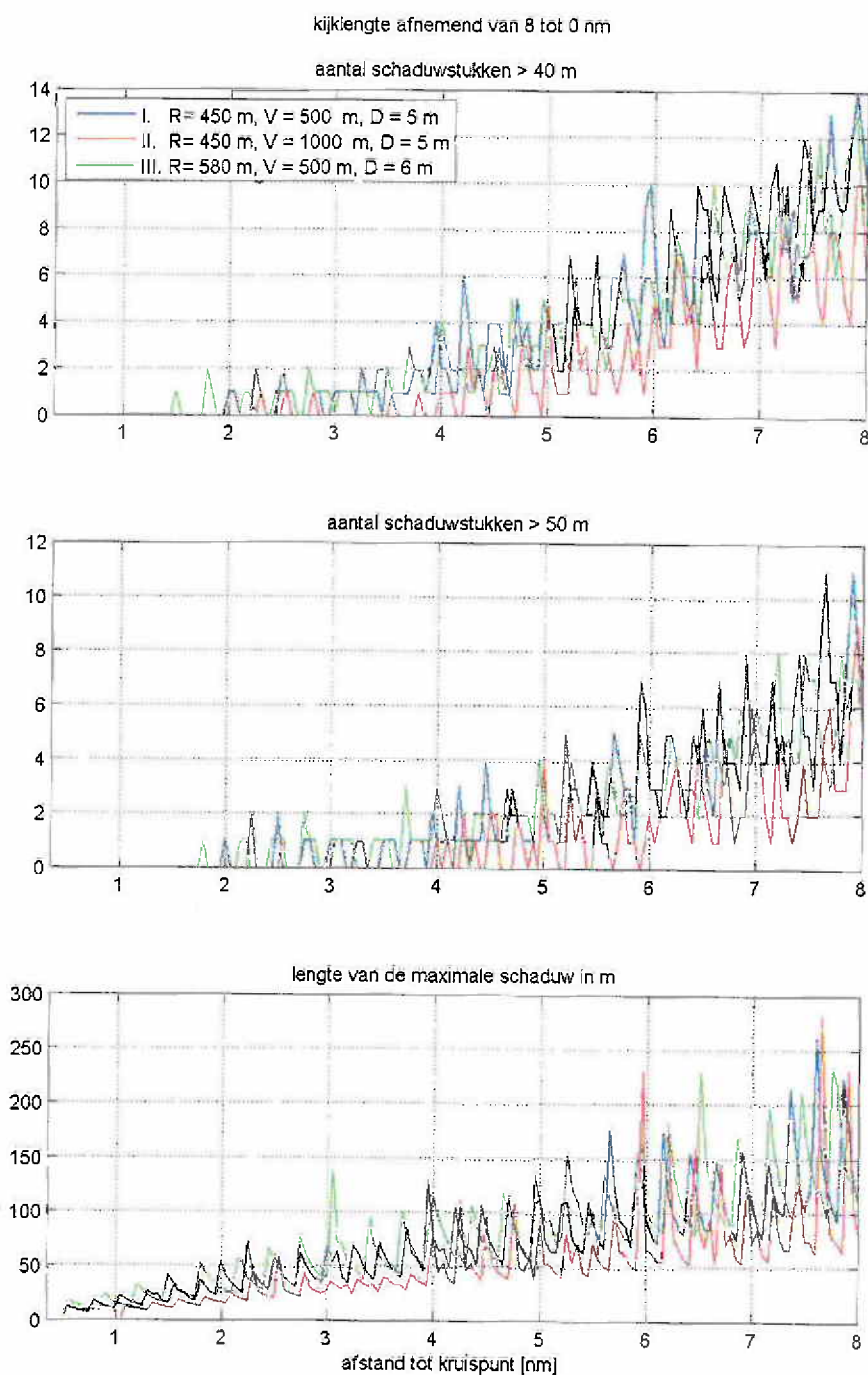 kijklengte afnemend van 8 tot 0 nm
aantal schaduwstukken > 40 m
14
12
10
8
6
4
2
0
I. R= 450 m, V = 500 m, D = 5 m
II. R= 450 m, V = 1000 m, D = 5 m
III. R= 580 m, V = 500 m, D = 6 m
1 2 3 4 5 6 7 8
aantal schaduwstukken > 50 m
12
10
8
6
4
2
0
1 2 3 4 5 6 7 8
lengte van de maximale schaduw in m
300
250
200
150
100
50
0
1 2 3 4 5 6 7 8
afstand tot kruispunt [nm]